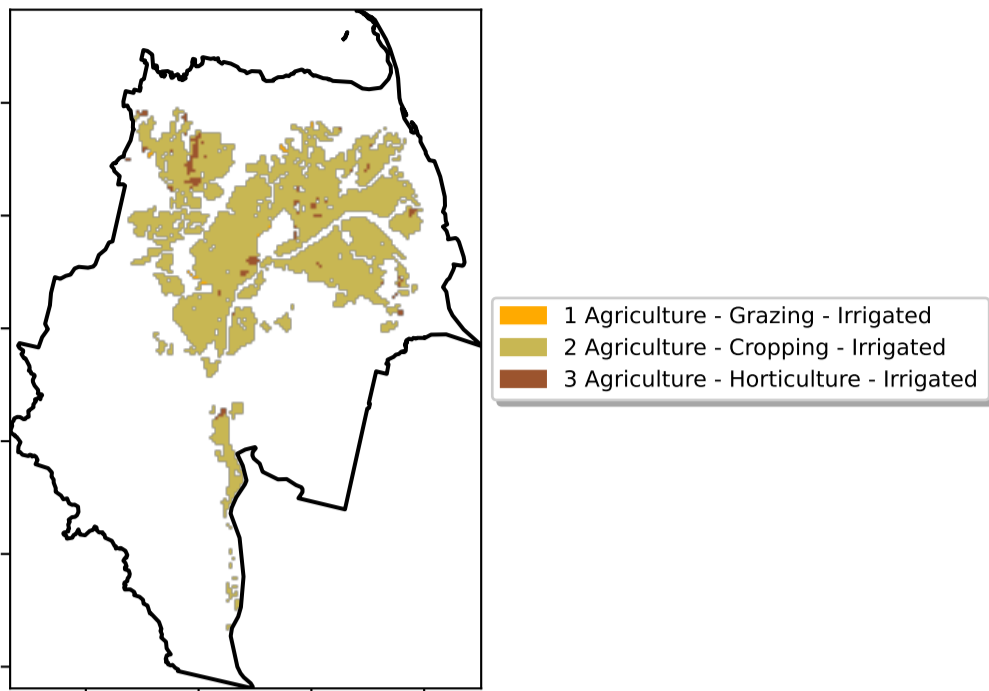 1 Agriculture - Grazing - Irrigated
2 Agriculture - Cropping - Irrigated
3 Agriculture - Horticulture - Irrigated